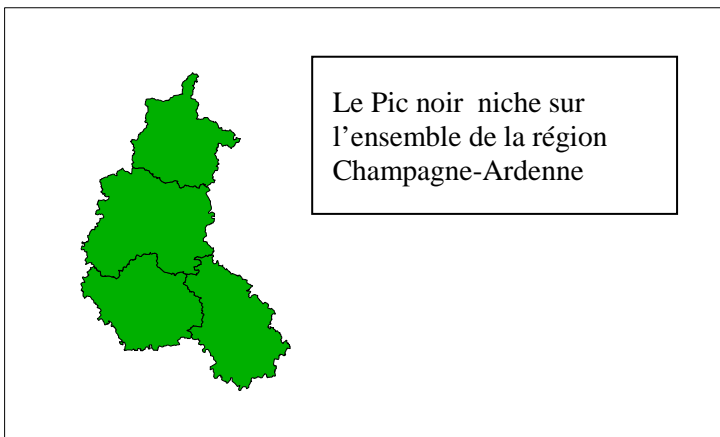 Le Pic noir niche sur
l’ensemble de la région
Champagne-Ardenne